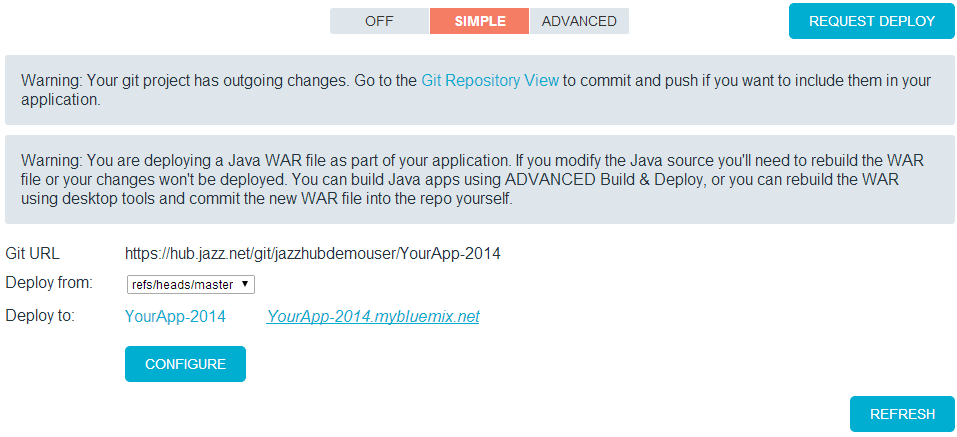 OFF SIMPLE ADVANCED REQUEST DEPLOY
Warning: Your git project has outgoing changes. Go to the Git Repository View to commit and push if you want to include them in your
application.
Warning: You are deploying a Java WAR file as part of your application. If you modify the Java source you'll need to rebuild the WAR
file or your changes won't be deployed. You can build Java apps using ADVANCED Build & Deploy, or you can rebuild the WAR
using desktop tools and commit the new WAR file into the repo yourself.
Git URL https://hub.jazz.net/git/jazzhubdemouser/YourApp-2014
Deploy from: refs/heads/master
Deploy to: YourApp-2014 YourApp-2014.mybluemix.net
CONFIGURE
REFRESH